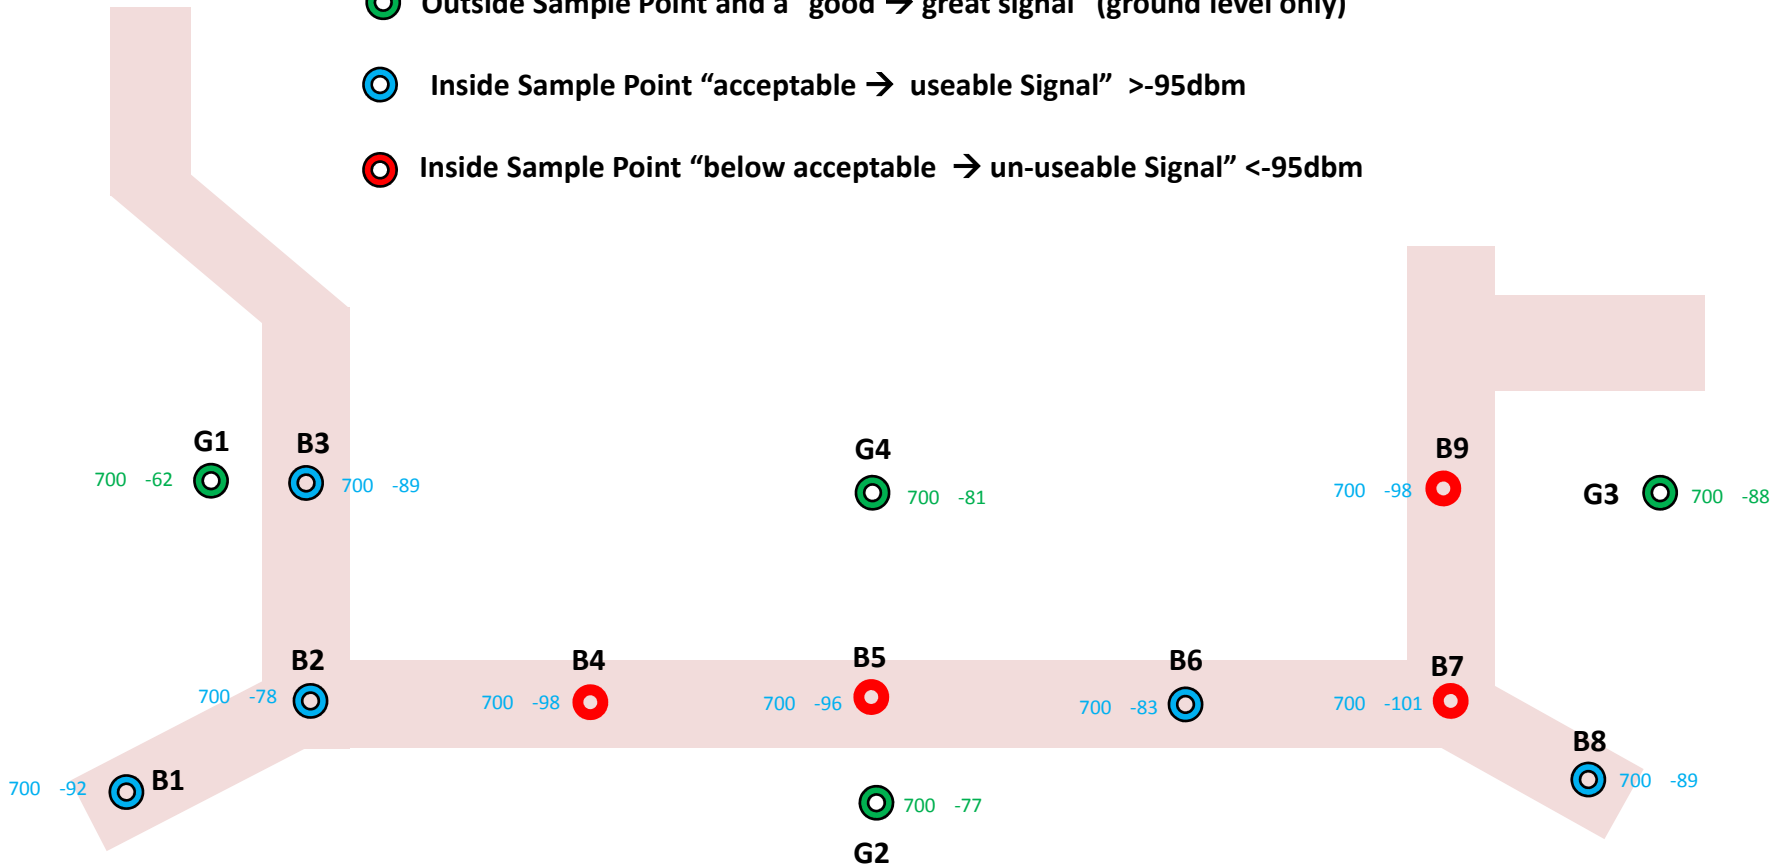 Outside Sample Point and a “good → great signal” (ground level only)
Inside Sample Point “acceptable → useable Signal” >-95dbm
Inside Sample Point “below acceptable → un-useable Signal” <-95dbm
G1
700 -62
B3
700 -89
G4
700 -81
B9
700 -98
G3
700 -88
B2
700 -78
B4
700 -98
B5
700 -96
B6
700 -83
B7
700 -101
B1
700 -92
B8
700 -89
700 -77
G2